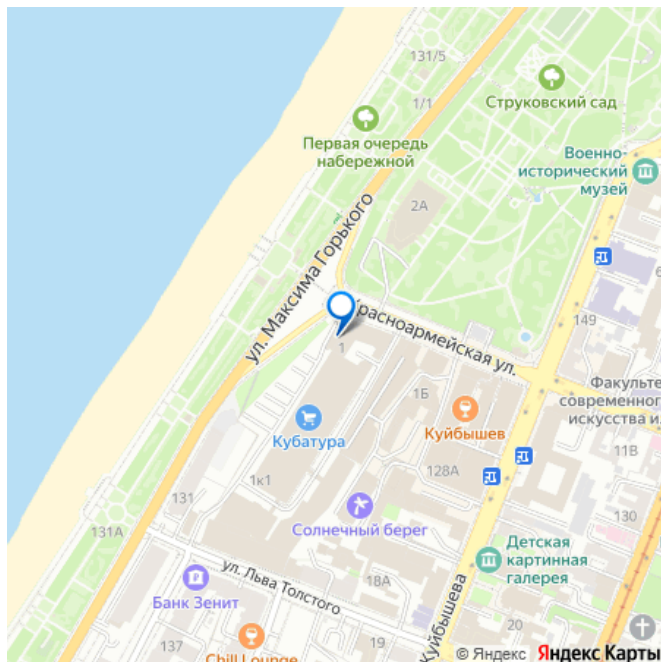 131/5
1/1
Струковский сад
Первая очередь
набережной
Военно-
исторический
музей
2А
ул. Максима Горького
Красноармейская ул.
149
1
1Б
Факульте
современного
искусства и
Кубатура
Куйбышев
11В
128А
1к1
131
130
131А
Солнечный берег
Детская
картинная
галерея
ул. Льва Толстого
18А
Банк Зенит
Куйбышева
20
137
19
Chill Lounge
© Яндекс Яндекс Карты